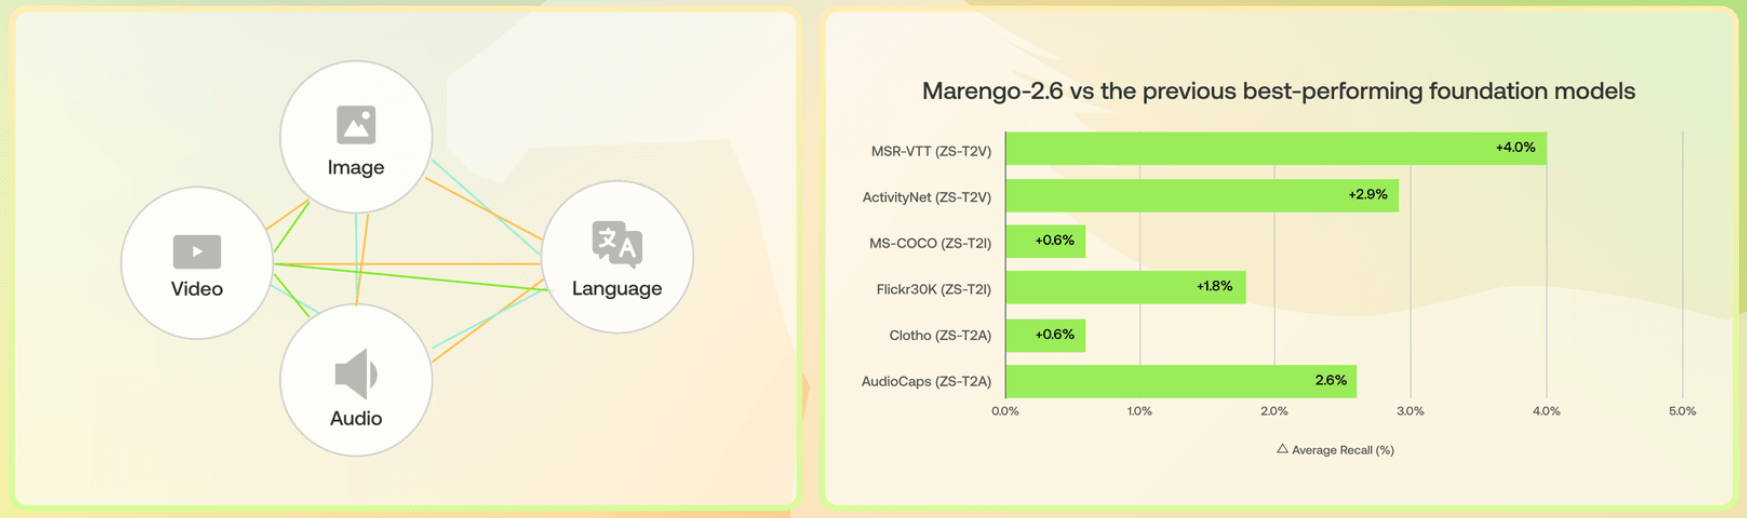 Image
Video
Language
Audio
Marengo-2.6 vs the previous best-performing foundation models
MSR-VTT (ZS-T2V)
+4.0%
ActivityNet (ZS-T2V)
+2.9%
MS-COCO (ZS-T2I)
+0.6%
Flickr30K (ZS-T2I)
+1.8%
Clotho (ZS-T2A)
+0.6%
AudioCaps (ZS-T2A)
2.6%
0.0% 1.0% 2.0% 3.0% 4.0% 5.0%
△ Average Recall (%)